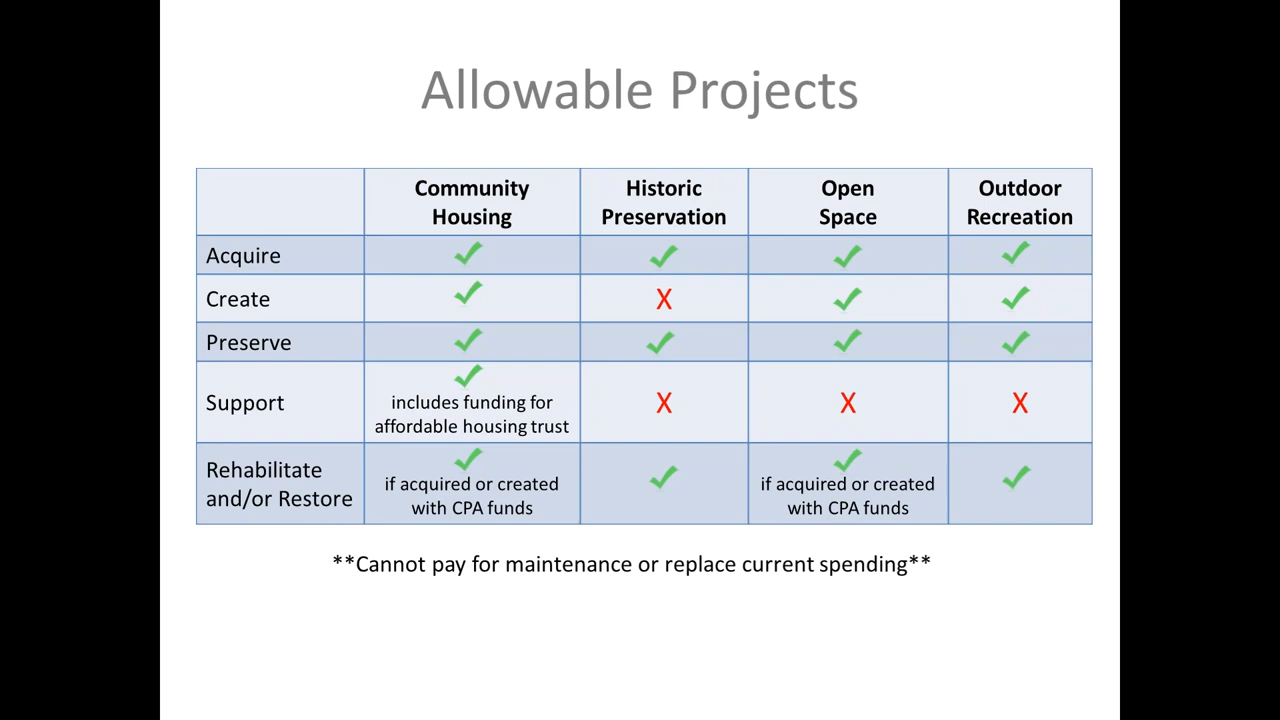 Allowable Projects
Community
Housing
Historic
Preservation
Open
Space
Outdoor
Recreation
Acquire
Create
X
Preserve
Support
includes funding for
affordable housing trust
X
X
X
Rehabilitate
and/or Restore
if acquired or created
with CPA funds
if acquired or created
with CPA funds
**Cannot pay for maintenance or replace current spending**